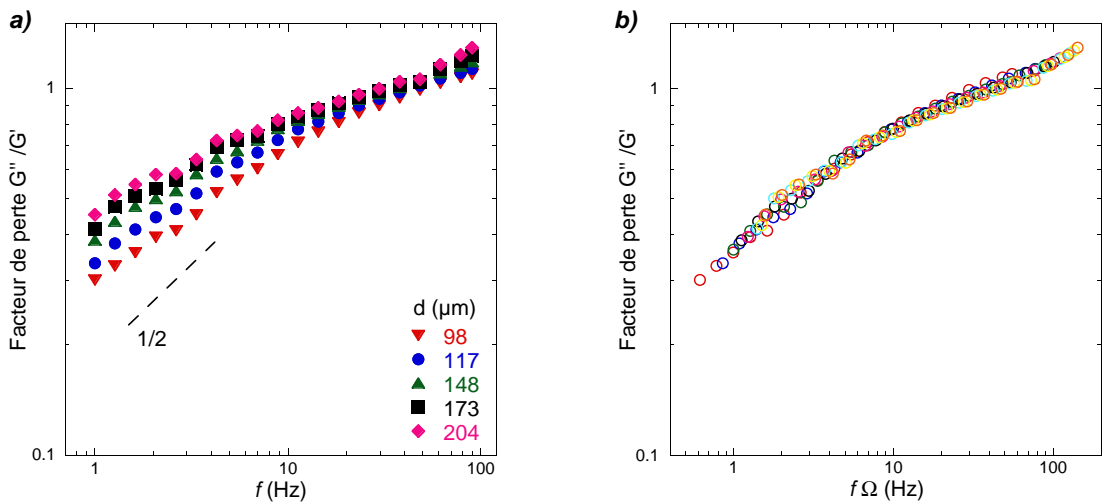 a)
Facteur de perte G''/G'
1
0.1
1/2
d (µm)
98
117
148
173
204
1
10
100
f (Hz)
b)
Facteur de perte G''/G'
1
0.1
1
10
100
f Ω (Hz)